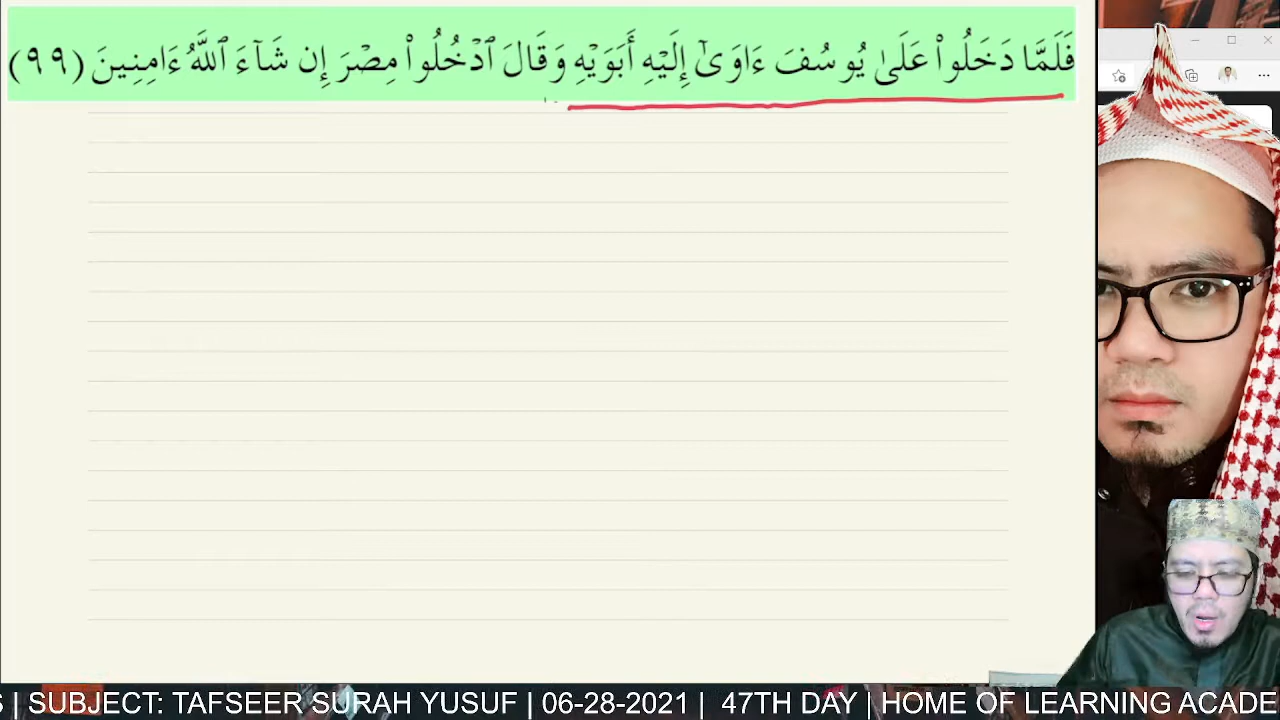 فَلَمَّا دَخَلُوا۟ عَلَىٰ يُوسُفَ ءَاوَىٰٓ إِلَيْهِ أَبَوَيْهِ وَقَالَ ٱدْخُلُوا۟ مِصْرَ إِن شَآءَ ٱللَّهُ ءَامِنِينَ (٩٩)
S | SUBJECT: TAFSEER SURAH YUSUF | 06-28-2021 | 47TH DAY | HOME OF LEARNING ACADE